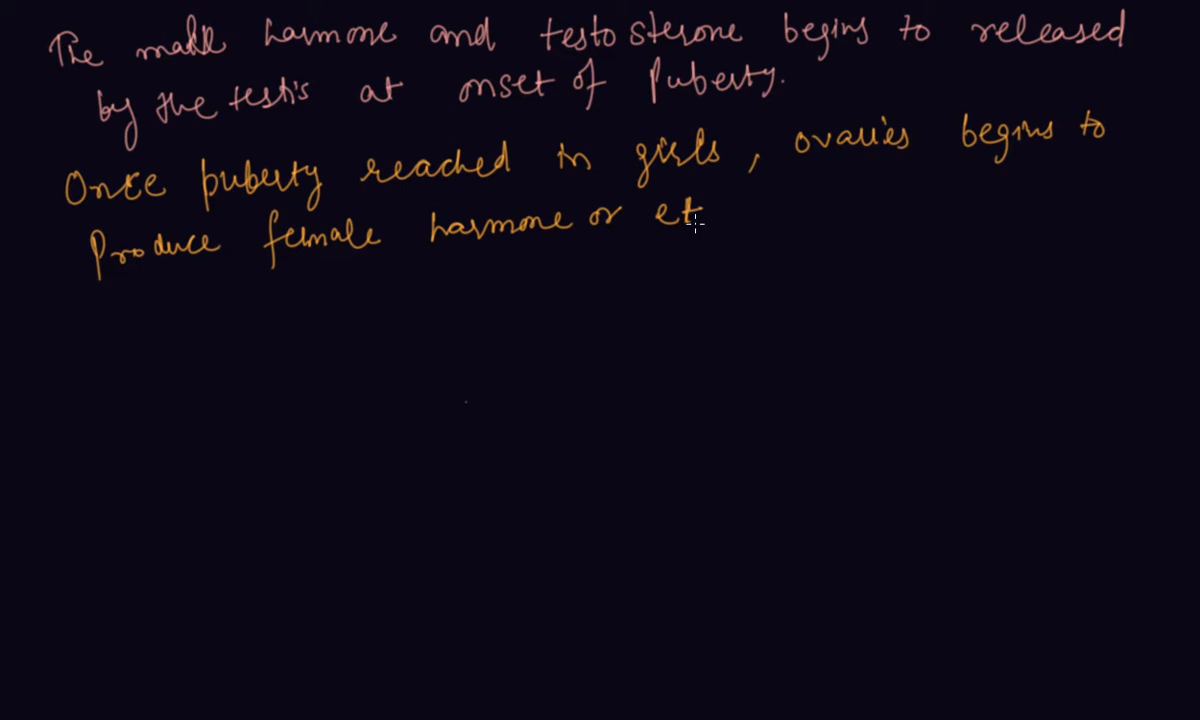 The male harmone and testosterone begins to released
by the testis at onset of Puberty.
Once puberty reached in girls, ovaries begins to
Produce female harmone or et